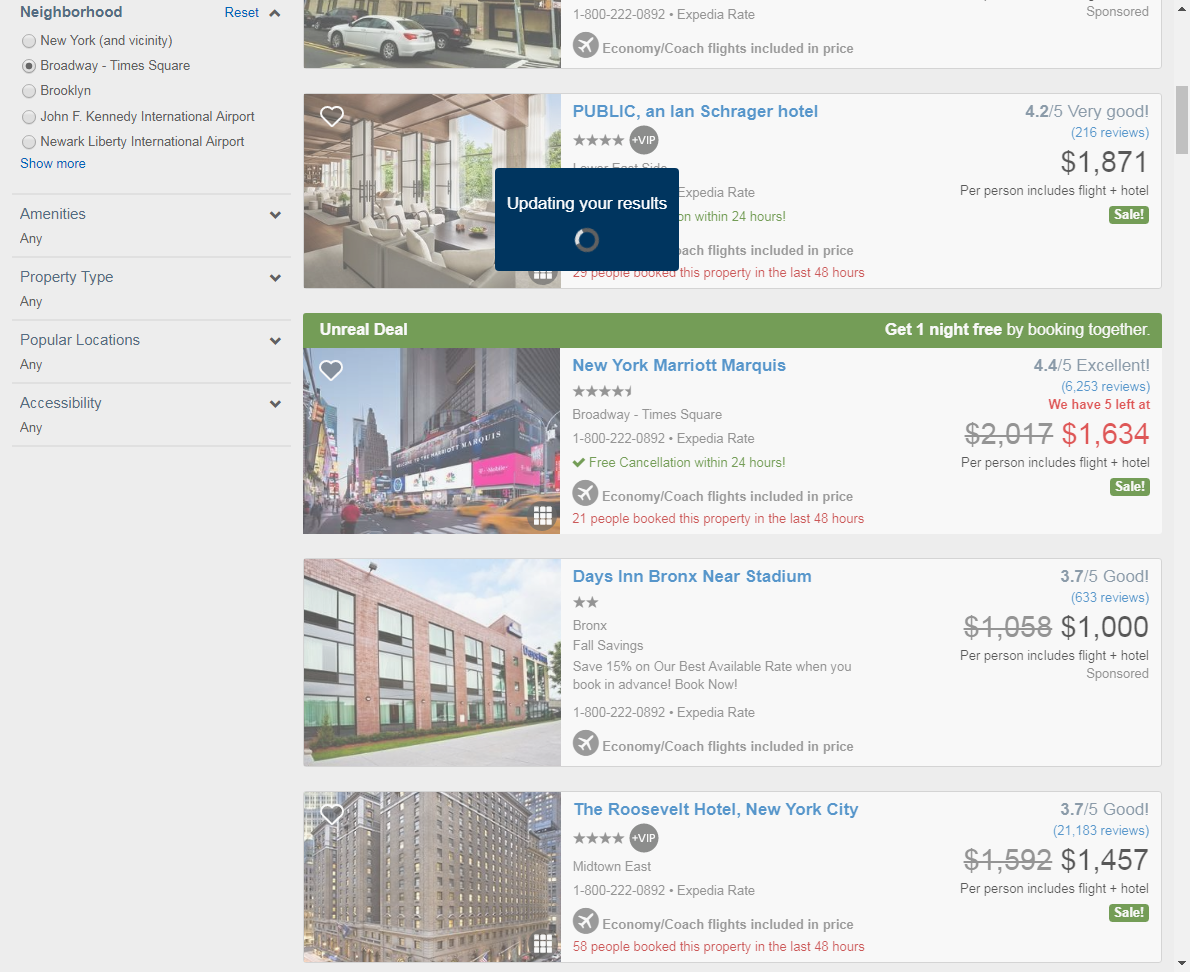 Neighborhood
Reset
New York (and vicinity)
Broadway - Times Square
Brooklyn
John F. Kennedy International Airport
Newark Liberty International Airport
Show more
Amenities
Any
Property Type
Any
Popular Locations
Any
Accessibility
Any
1-800-222-0892 • Expedia Rate
Sponsored
Economy/Coach flights included in price
PUBLIC, an Ian Schrager hotel
4.2/5 Very good!
+VIP
(216 reviews)
$1,871
Expedia Rate
Per person includes flight + hotel
Updating your results
on within 24 hours!
Sale!
oach flights included in price
29 people booked this property in the last 48 hours
Unreal Deal
Get 1 night free by booking together.
New York Marriott Marquis
4.4/5 Excellent!
(6,253 reviews)
We have 5 left at
Broadway - Times Square
$2,017 $1,634
1-800-222-0892 • Expedia Rate
Per person includes flight + hotel
Free Cancellation within 24 hours!
Sale!
Economy/Coach flights included in price
21 people booked this property in the last 48 hours
WELCOME TO THE MARRIOTT MARQUIS
Days Inn Bronx Near Stadium
3.7/5 Good!
(633 reviews)
Bronx
$1,058 $1,000
Fall Savings
Per person includes flight + hotel
Save 15% on Our Best Available Rate when you
book in advance! Book Now!
Sponsored
1-800-222-0892 • Expedia Rate
Economy/Coach flights included in price
Days Inn
The Roosevelt Hotel, New York City
3.7/5 Good!
+VIP
(21,183 reviews)
Midtown East
$1,592 $1,457
1-800-222-0892 • Expedia Rate
Per person includes flight + hotel
Sale!
Economy/Coach flights included in price
58 people booked this property in the last 48 hours